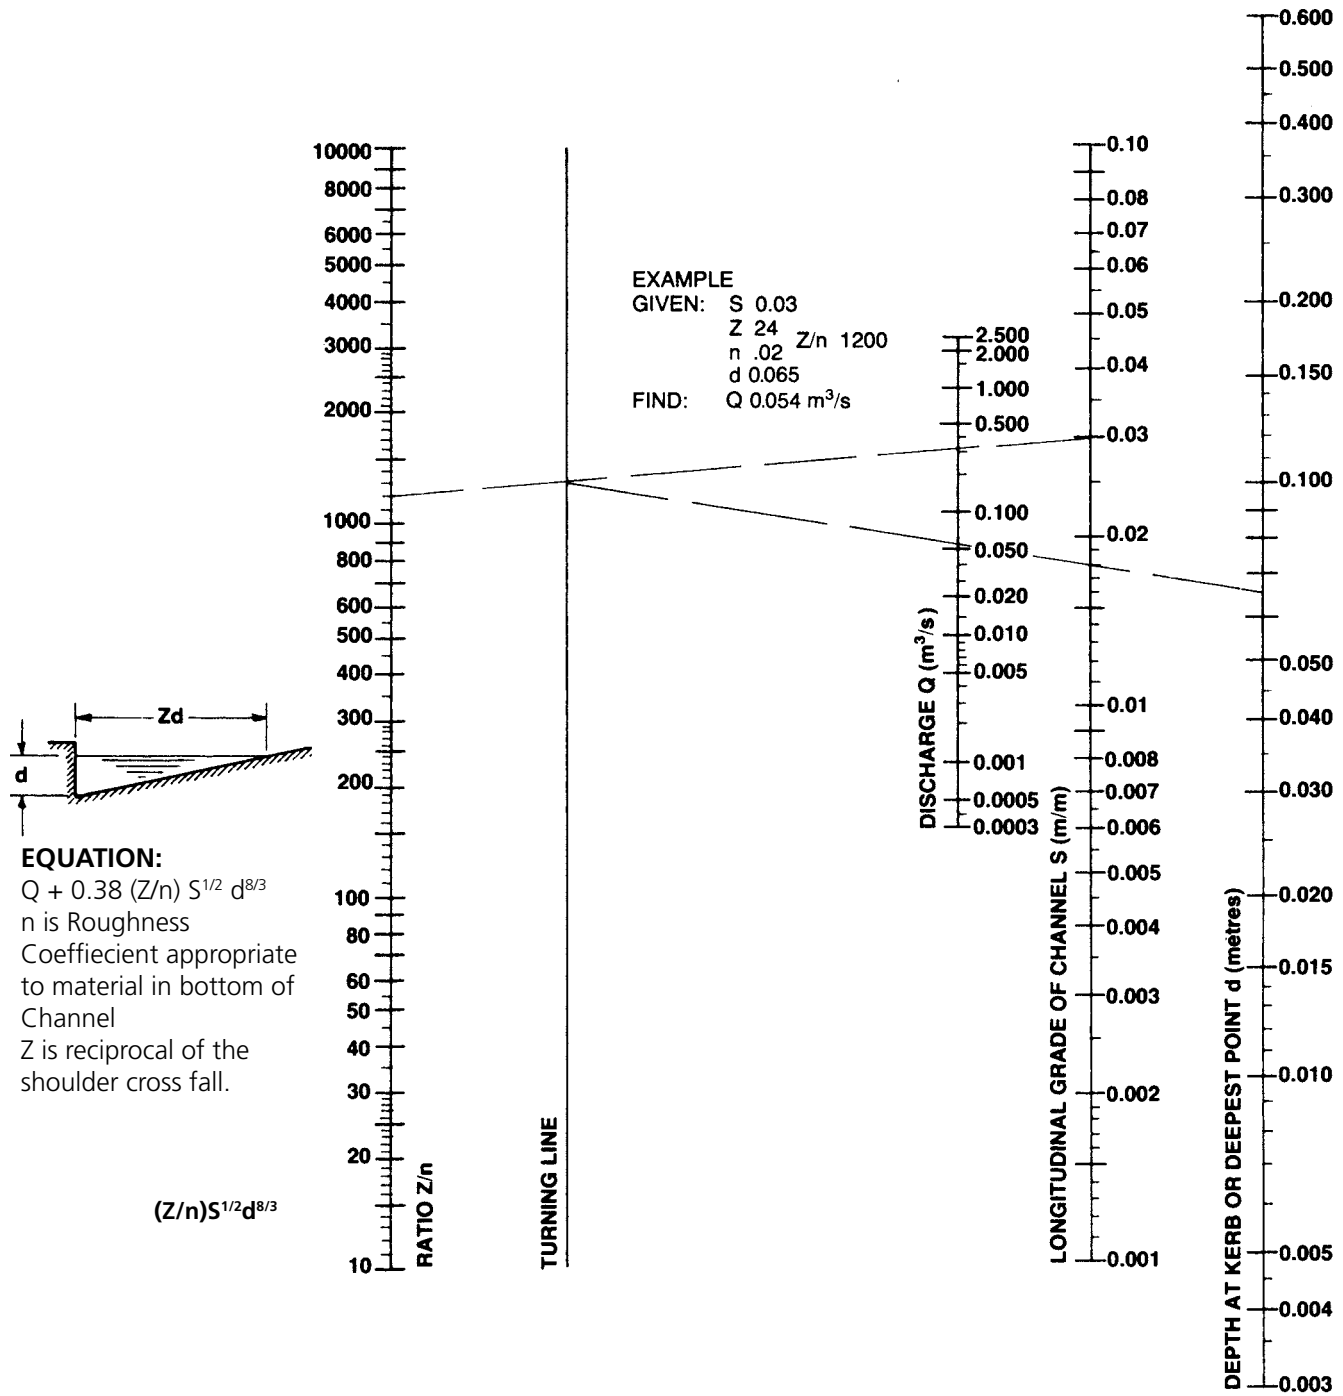 10000
8000
6000
5000
4000
3000
2000
1000
800
600
500
400
300
200
100
80
60
50
40
30
20
10
RATIO Z/n
TURNING LINE
EXAMPLE
GIVEN: S 0.03
Z 24
Z/n 1200
n .02
d 0.065
FIND: Q 0.054 m³/s
2.500
2.000
1.000
0.500
0.100
0.050
0.020
0.010
0.005
0.001
0.0005
0.0003
DISCHARGE Q (m³/s)
0.10
0.08
0.07
0.06
0.05
0.04
0.03
0.02
0.01
0.008
0.007
0.006
0.005
0.004
0.003
0.002
0.001
LONGITUDINAL GRADE OF CHANNEL S (m/m)
0.600
0.500
0.400
0.300
0.200
0.150
0.100
0.050
0.040
0.030
0.020
0.015
0.010
0.005
0.004
0.003
DEPTH AT KERB OR DEEPEST POINT d (metres)
Zd
d
EQUATION:
Q + 0.38 (Z/n) S^1/2 d^8/3
n is Roughness
Coeffiecient appropriate
to material in bottom of
Channel
Z is reciprocal of the
shoulder cross fall.
(Z/n)S^1/2d^8/3